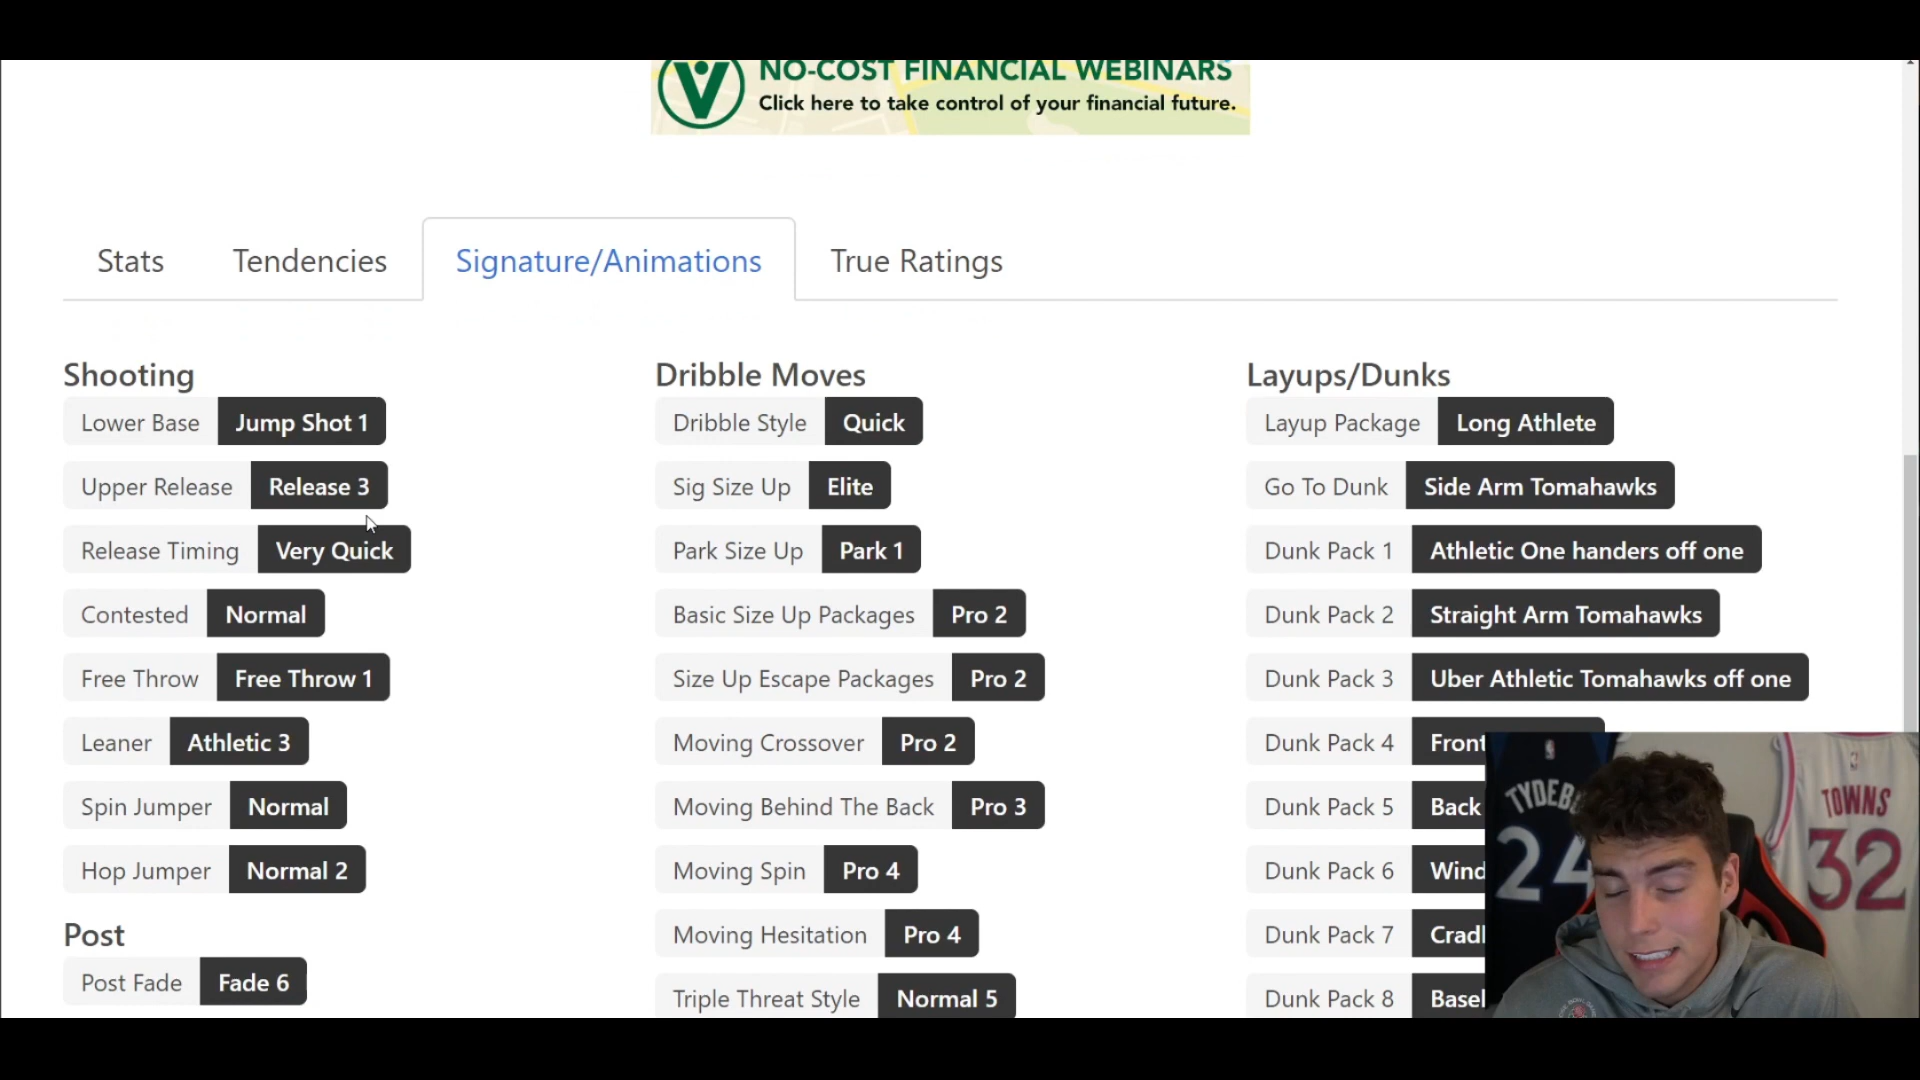 NO-COST FINANCIAL WEBINARS
Click here to take control of your financial future.
Stats
Tendencies
Signature/Animations
True Ratings
Shooting
Lower Base Jump Shot 1
Upper Release Release 3
Release Timing Very Quick
Contested Normal
Free Throw Free Throw 1
Leaner Athletic 3
Spin Jumper Normal
Hop Jumper Normal 2
Post
Post Fade Fade 6
Dribble Moves
Dribble Style Quick
Sig Size Up Elite
Park Size Up Park 1
Basic Size Up Packages Pro 2
Size Up Escape Packages Pro 2
Moving Crossover Pro 2
Moving Behind The Back Pro 3
Moving Spin Pro 4
Moving Hesitation Pro 4
Triple Threat Style Normal 5
Layups/Dunks
Layup Package Long Athlete
Go To Dunk Side Arm Tomahawks
Dunk Pack 1 Athletic One handers off one
Dunk Pack 2 Straight Arm Tomahawks
Dunk Pack 3 Uber Athletic Tomahawks off one
Dunk Pack 4 Front
Dunk Pack 5 Back
Dunk Pack 6 Wind
Dunk Pack 7
Dunk Pack 8
TOWNS
32
24